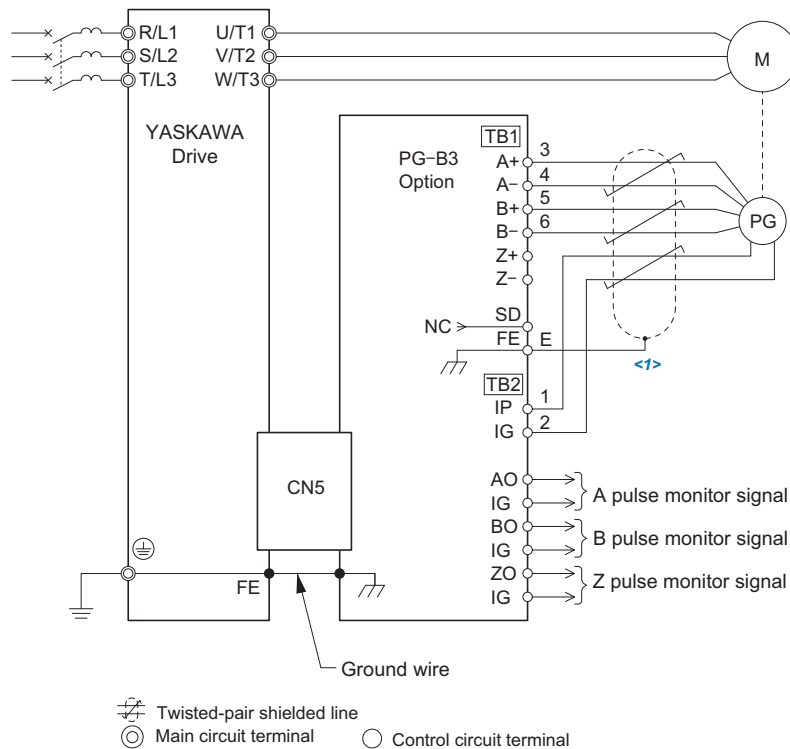 R/L1 U/T1
S/L2 V/T2
T/L3 W/T3
M
YASKAWA
Drive
PG−B3
Option
TB1
A+ 3
A− 4
B+ 5
B− 6
Z+
Z−
PG
NC SD
FE E
<1>
TB2
IP 1
IG 2
CN5
AO
IG
A pulse monitor signal
BO
IG
B pulse monitor signal
ZO
IG
Z pulse monitor signal
FE
Ground wire
Twisted-pair shielded line
Main circuit terminal Control circuit terminal